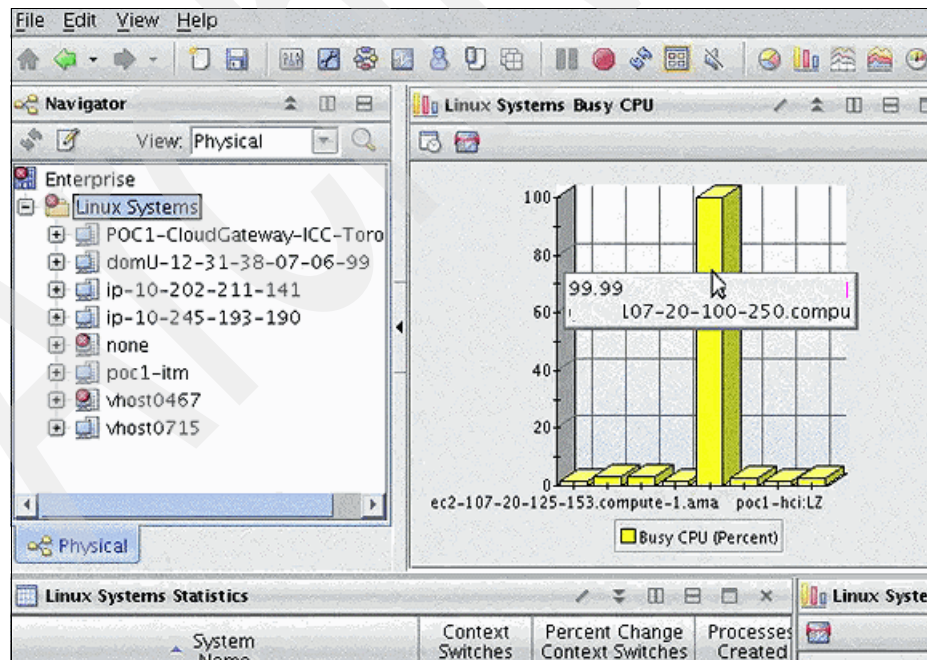 File Edit View Help
Navigator
View: Physical
Enterprise
Linux Systems
POC1-CloudGateway-ICC-Toro
domU-12-31-38-07-06-99
ip-10-202-211-141
ip-10-245-193-190
none
poc1-itm
vhost0467
vhost0715
Physical
Linux Systems Busy CPU
100
80
60
40
20
0
99.99
107-20-100-250.compu
ec2-107-20-125-153.compute-1.ama poc1-hci:LZ
Busy CPU (Percent)
Linux Systems Statistics
System Name
Context Switches
Percent Change Context Switches
Processes Created
Linux Syste